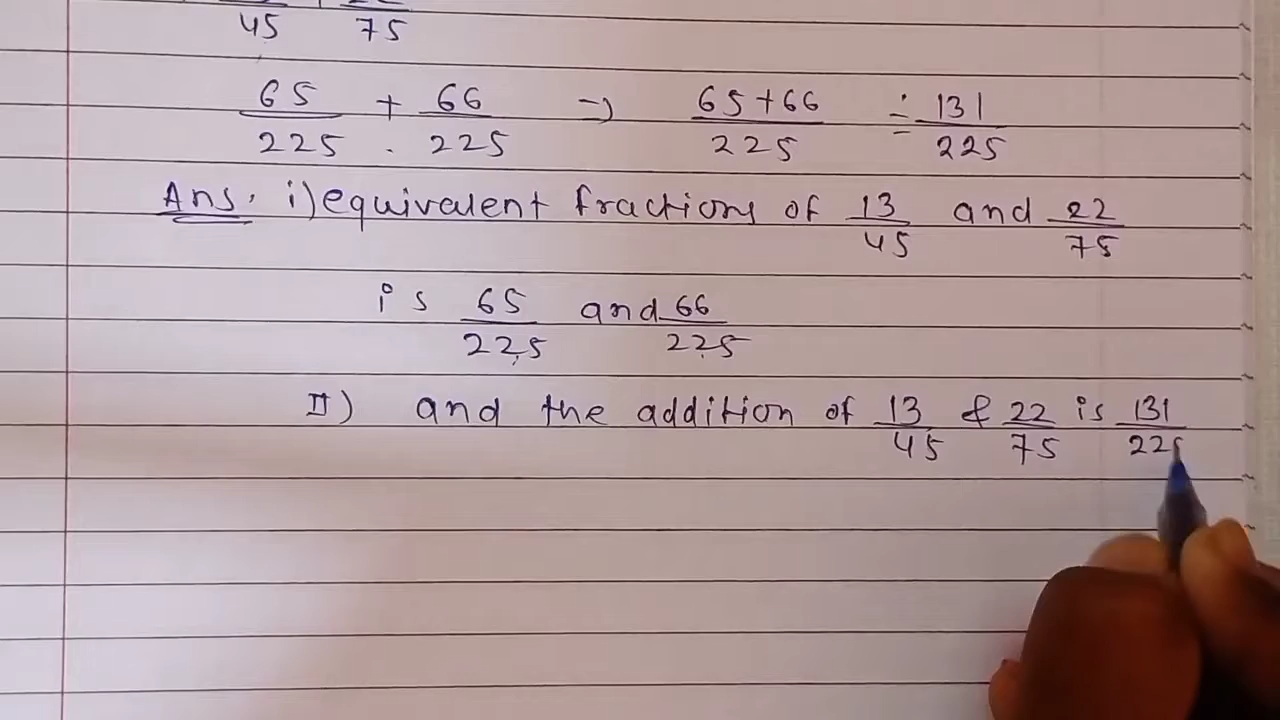 45 75
65/225 + 66/225 => 65+66/225 = 131/225
Ans. i) equivalent fractions of 13/45 and 22/75
is 65/225 and 66/225
II) and the addition of 13/45 & 22/75 is 131/225